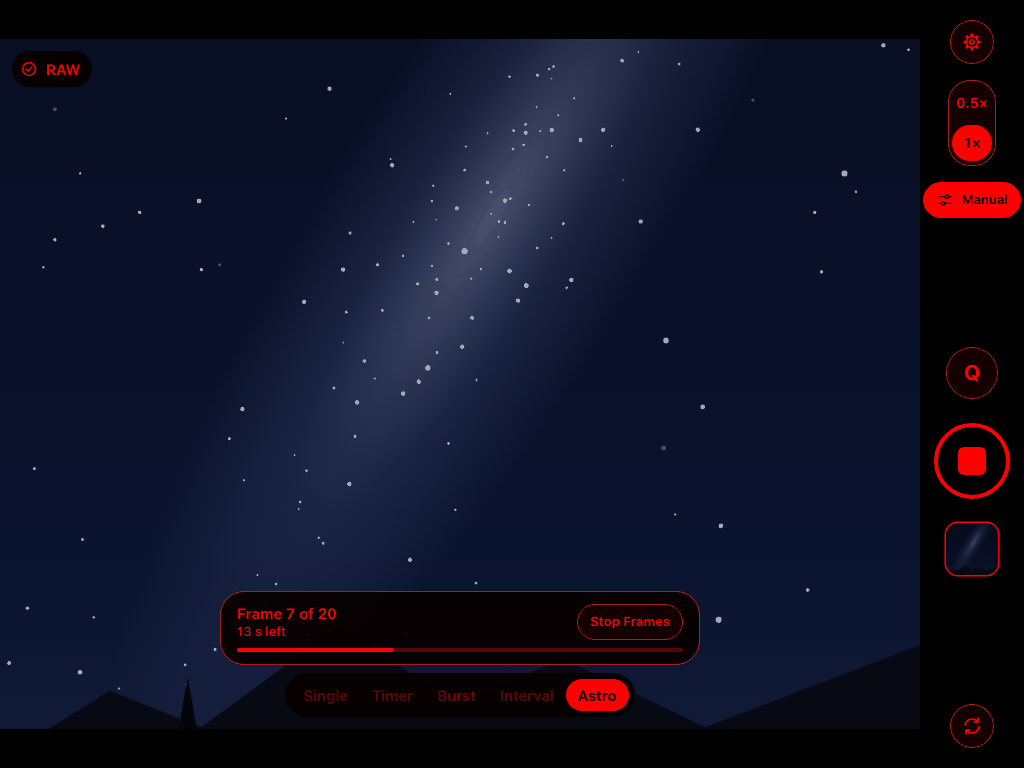 RAW
0.5×
1×
Manual
Q
Frame 7 of 20
13 s left
Stop Frames
Single Timer Burst Interval Astro